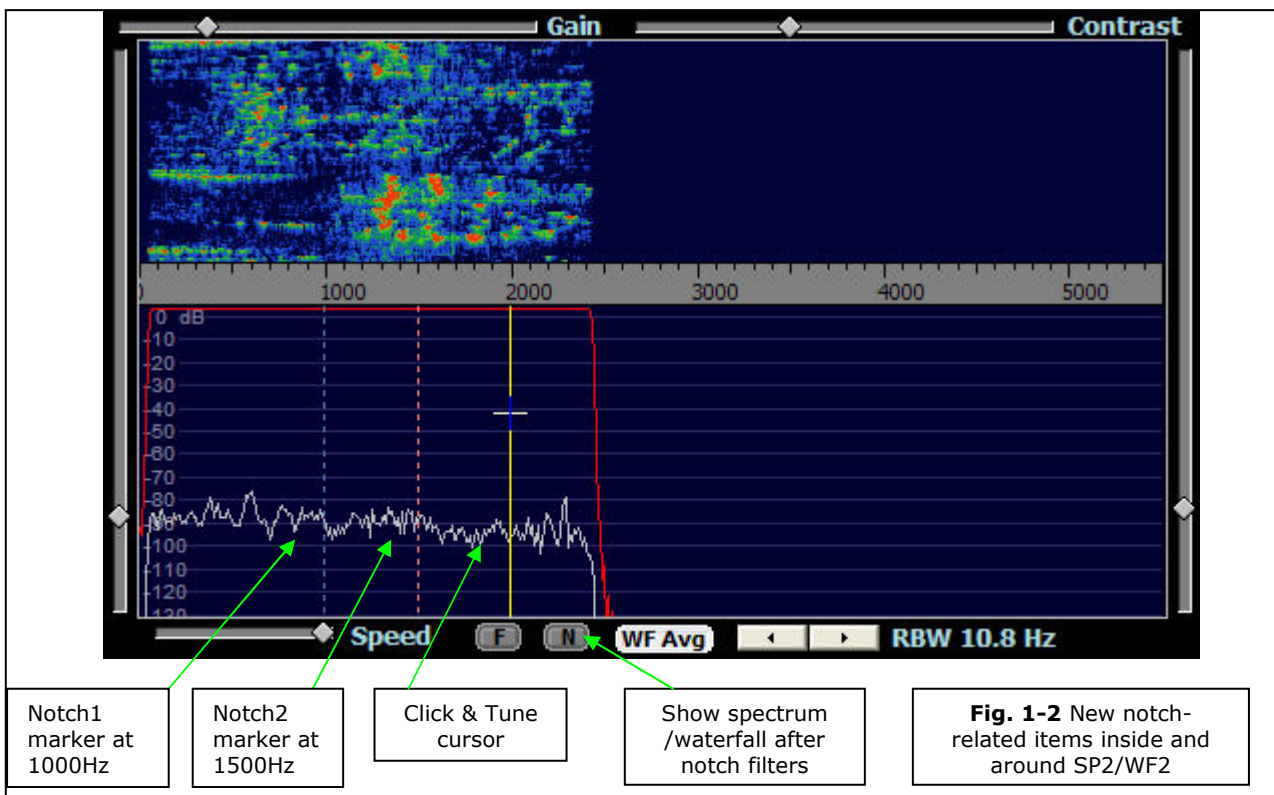 Gain Contrast
1000 2000 3000 4000 5000
0 dB
-10
-20
-30
-40
-50
-60
-70
-80
-90
-100
-110
-120
-130
Speed F N WF Avg RBW 10.8 Hz
Notch1
marker at
1000Hz
Notch2
marker at
1500Hz
Click & Tune
cursor
Show spectrum
/waterfall after
notch filters
Fig. 1-2 New notch-
related items inside and
around SP2/WF2